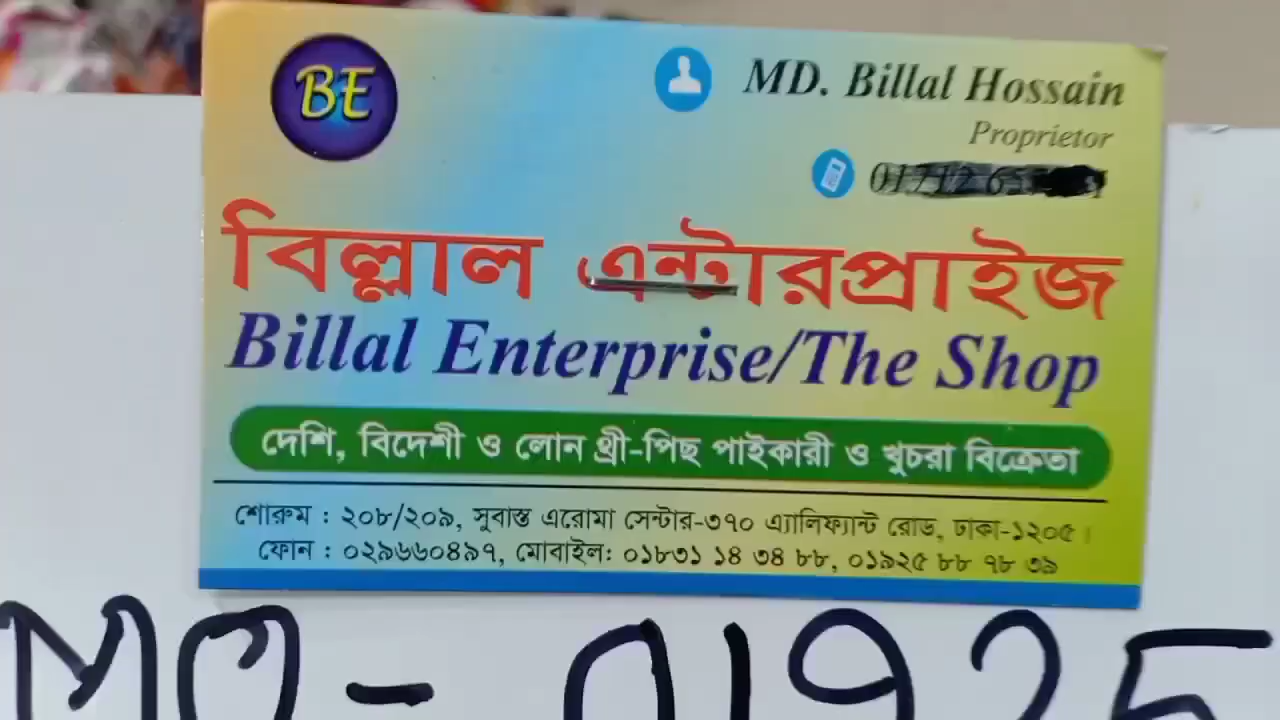 BE
MD. Billal Hossain
Proprietor
বিল্লাল এন্টারপ্রাইজ
Billal Enterprise/The Shop
দেশি, বিদেশী ও লোন থ্রী-পিছ পাইকারী ও খুচরা বিক্রেতা
শোরুম : ২০৮/২০৯, সুবাস্ত এরোমা সেন্টার-৩৭০ এ্যালিফ্যান্ট রোড, ঢাকা-১২০৫।
ফোন : ০২৯৬৬০৪৯৭, মোবাইল: ০১৮৩১ ১৪ ৩৪ ৮৮, ০১৯২৫ ৮৮ ৭৮ ৩৯
MO - 01925